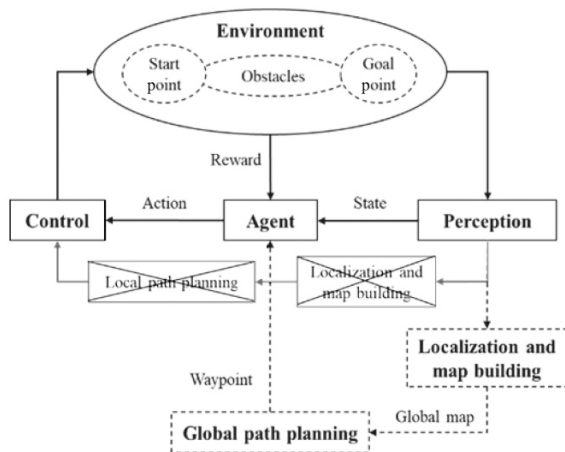 Environment
Start
point
Obstacles
Goal
point
Reward
Control
Action
Agent
State
Perception
Local path planning
Localization and
map building
Localization and
map building
Waypoint
Global map
Global path planning